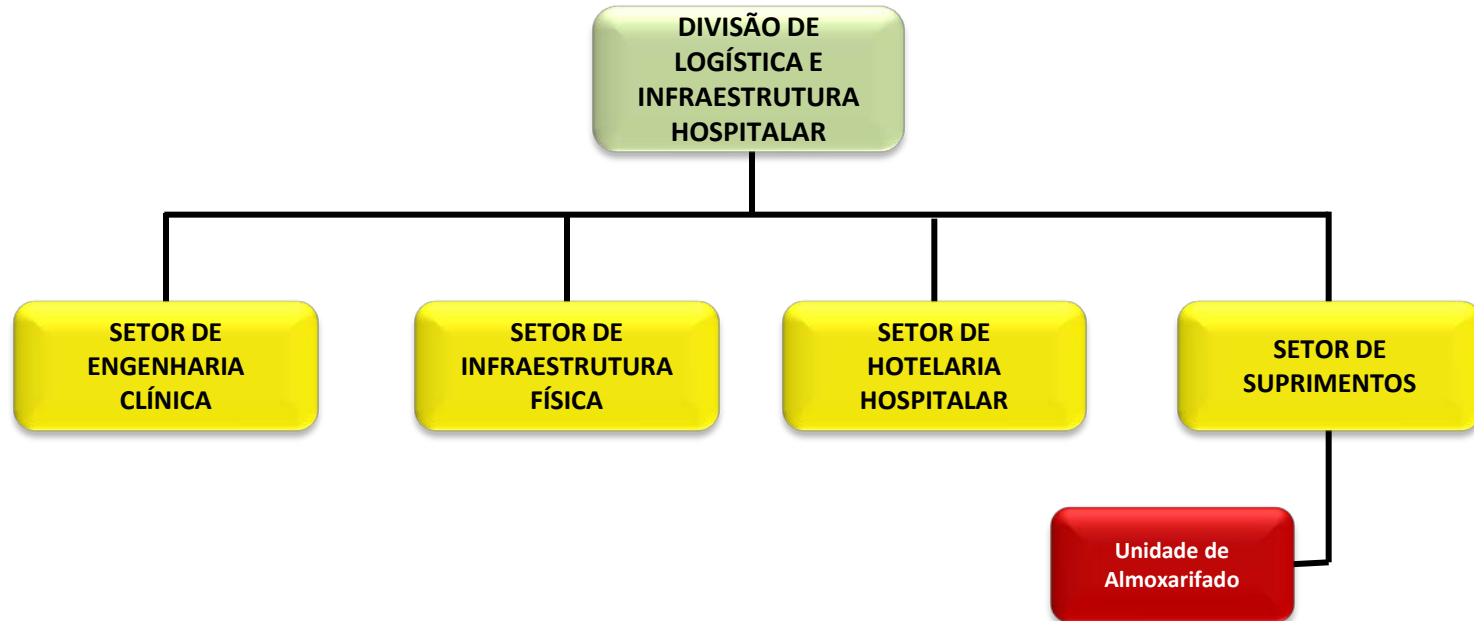 DIVISÃO DE
LOGÍSTICA E
INFRAESTRUTURA
HOSPITALAR
SETOR DE
ENGENHARIA
CLÍNICA
SETOR DE
INFRAESTRUTURA
FÍSICA
SETOR DE
HOTELARIA
HOSPITALAR
SETOR DE
SUPRIMENTOS
Unidade de
Almoxarifado